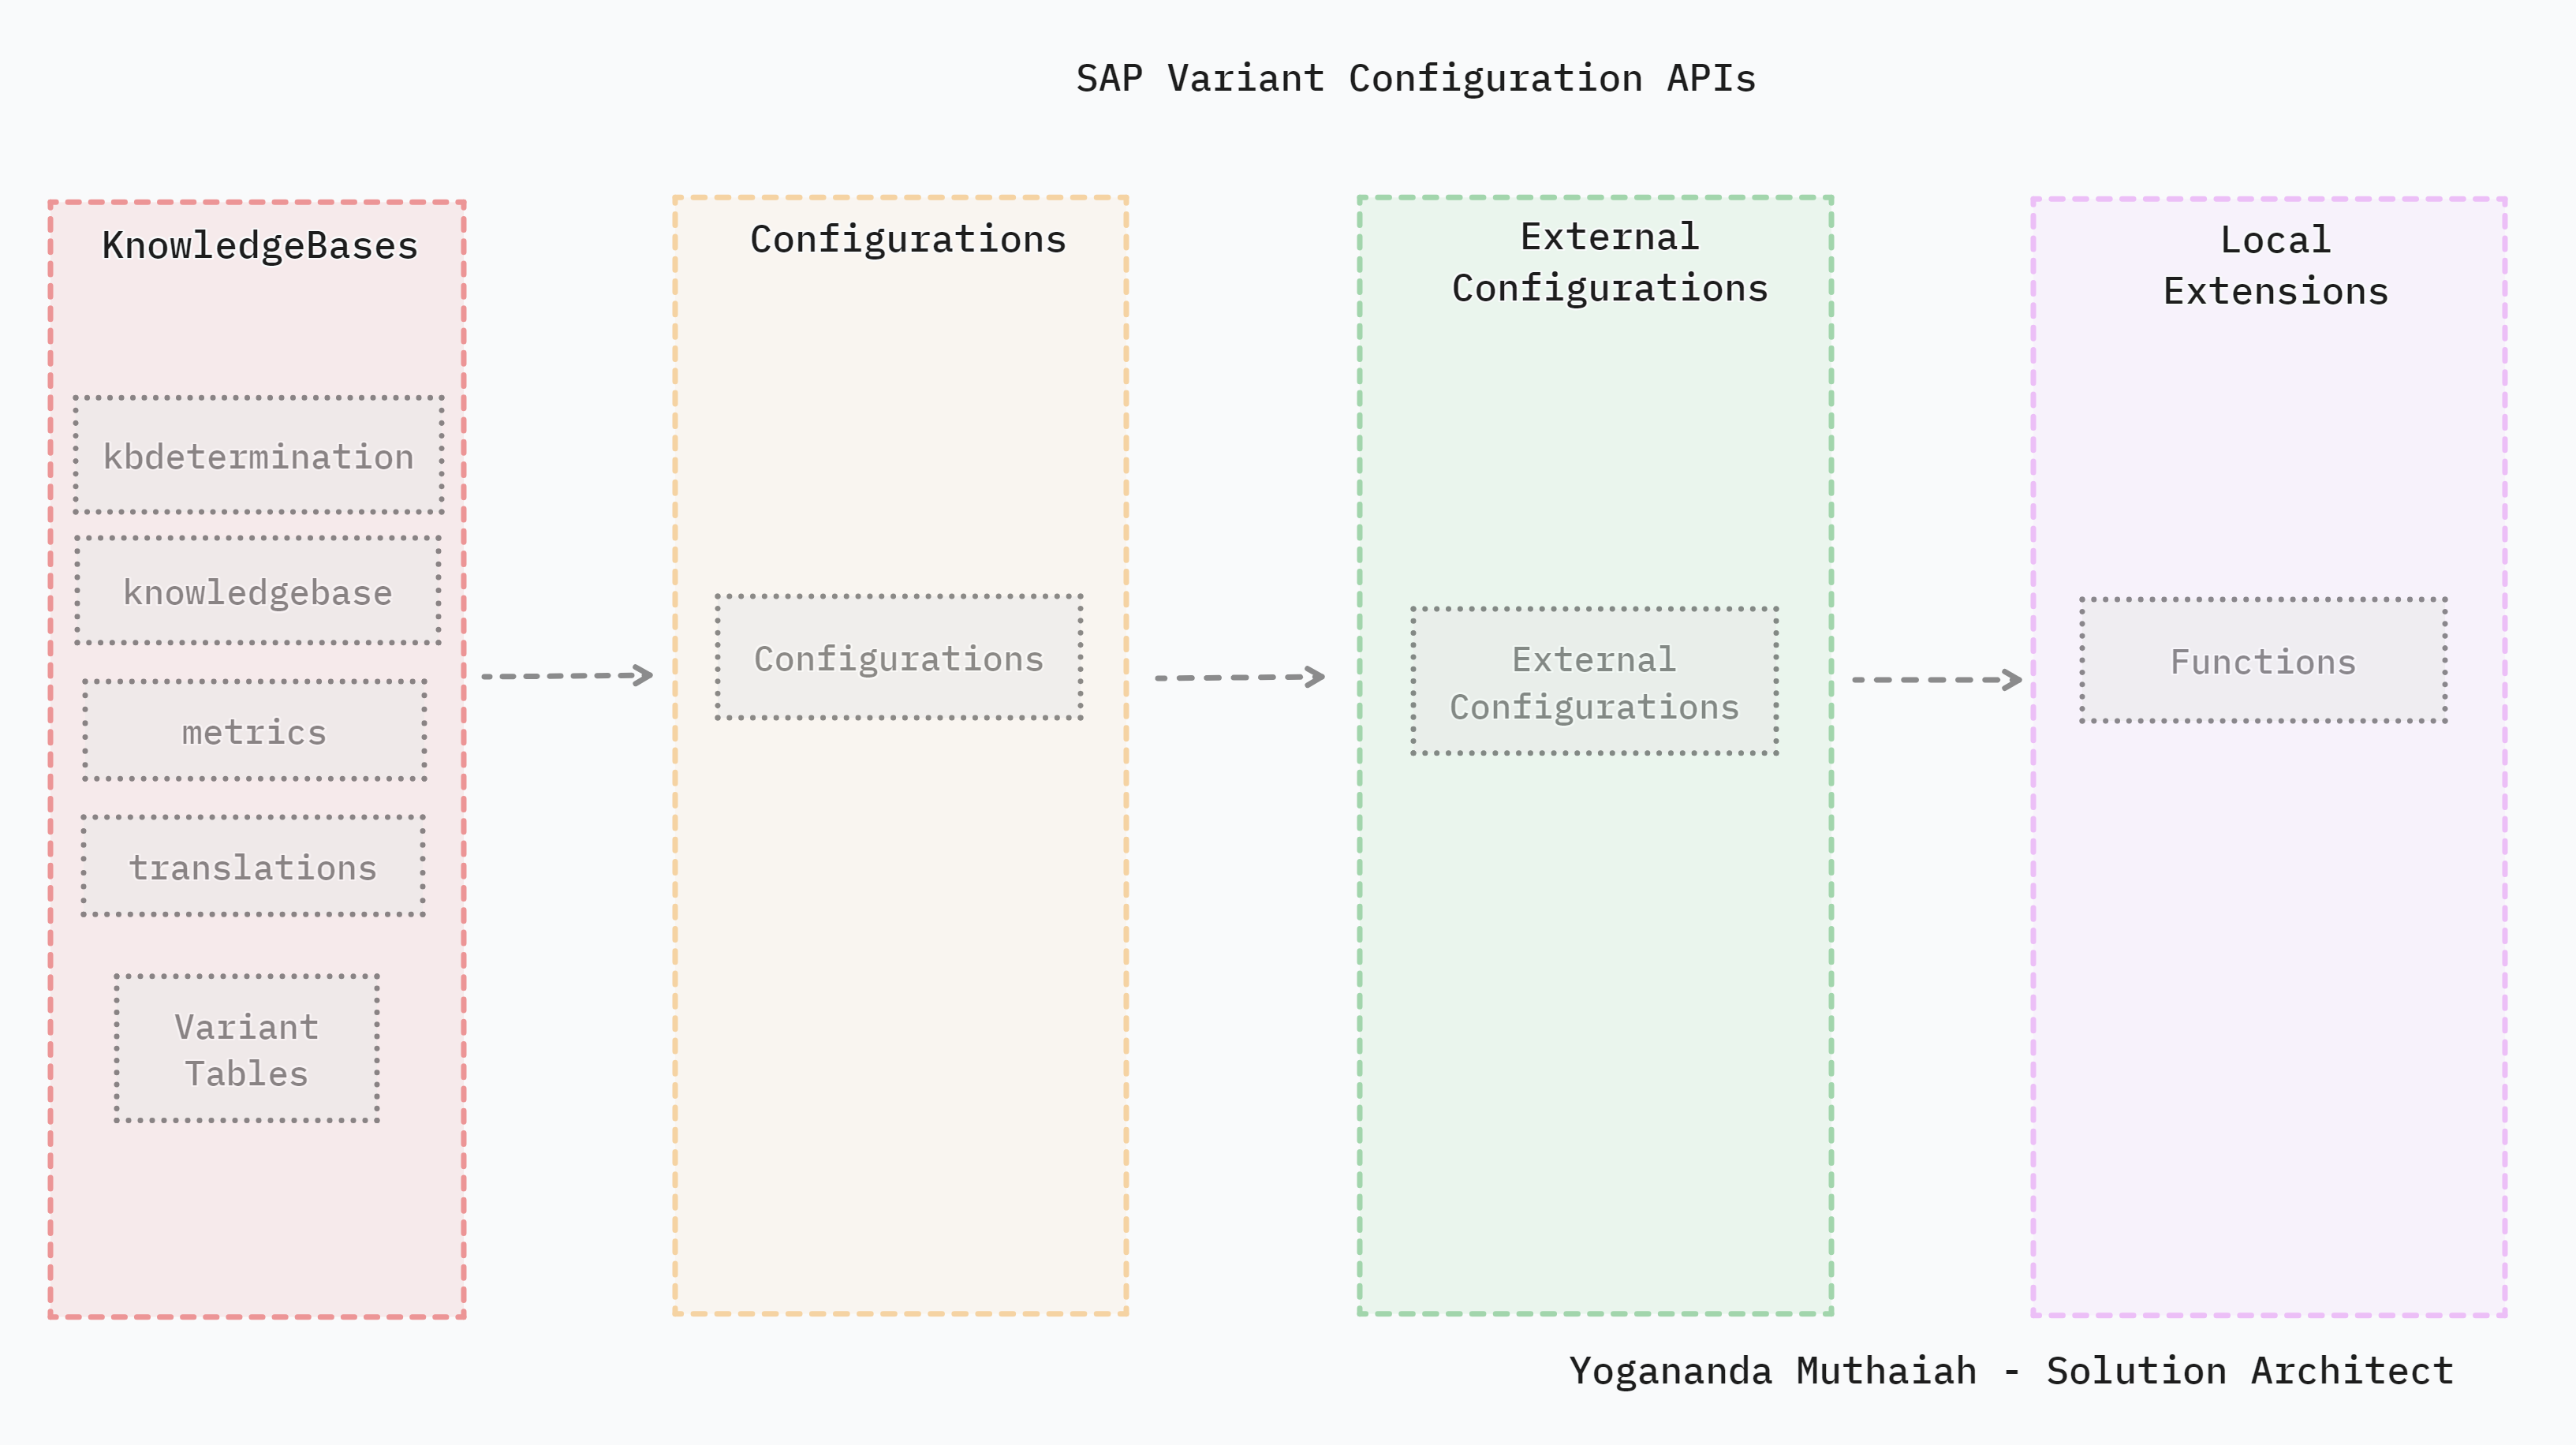 SAP Variant Configuration APIs
KnowledgeBases
kbdetermination
knowledgebase
metrics
translations
Variant
Tables
Configurations
Configurations
External
Configurations
External
Configurations
Local
Extensions
Functions
Yogananda Muthaiah - Solution Architect